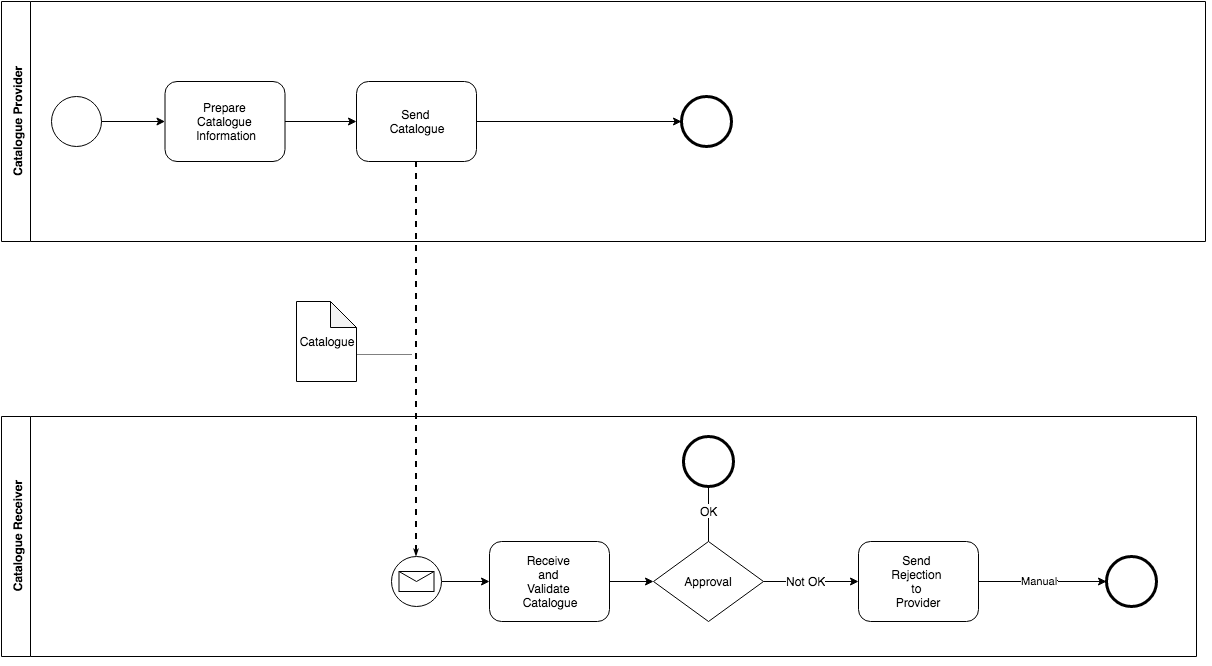 Catalogue Provider
Prepare
Catalogue
Information
Send
Catalogue
Catalogue
Catalogue Receiver
Receive
and
Validate
Catalogue
OK
Approval
Not OK
Send
Rejection
to
Provider
Manual